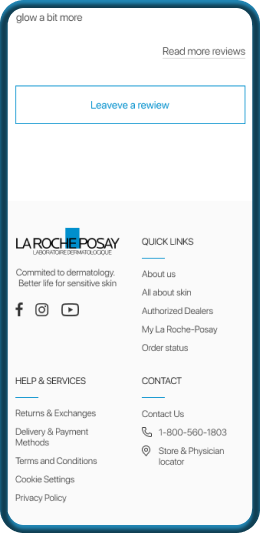 glow a bit more
Read more reviews
Leaveve a rewiew
LA ROCHE POSAY
LABORATOIRE DERMATOLOGIQUE
Commited to dermatology.
Better life for sensitive skin
QUICK LINKS
About us
All about skin
Authorized Dealers
My La Roche-Posay
Order status
HELP & SERVICES
Returns & Exchanges
Delivery & Payment
Methods
Terms and Conditions
Cookie Settings
Privacy Policy
CONTACT
Contact Us
1-800-560-1803
Store & Physician
locator